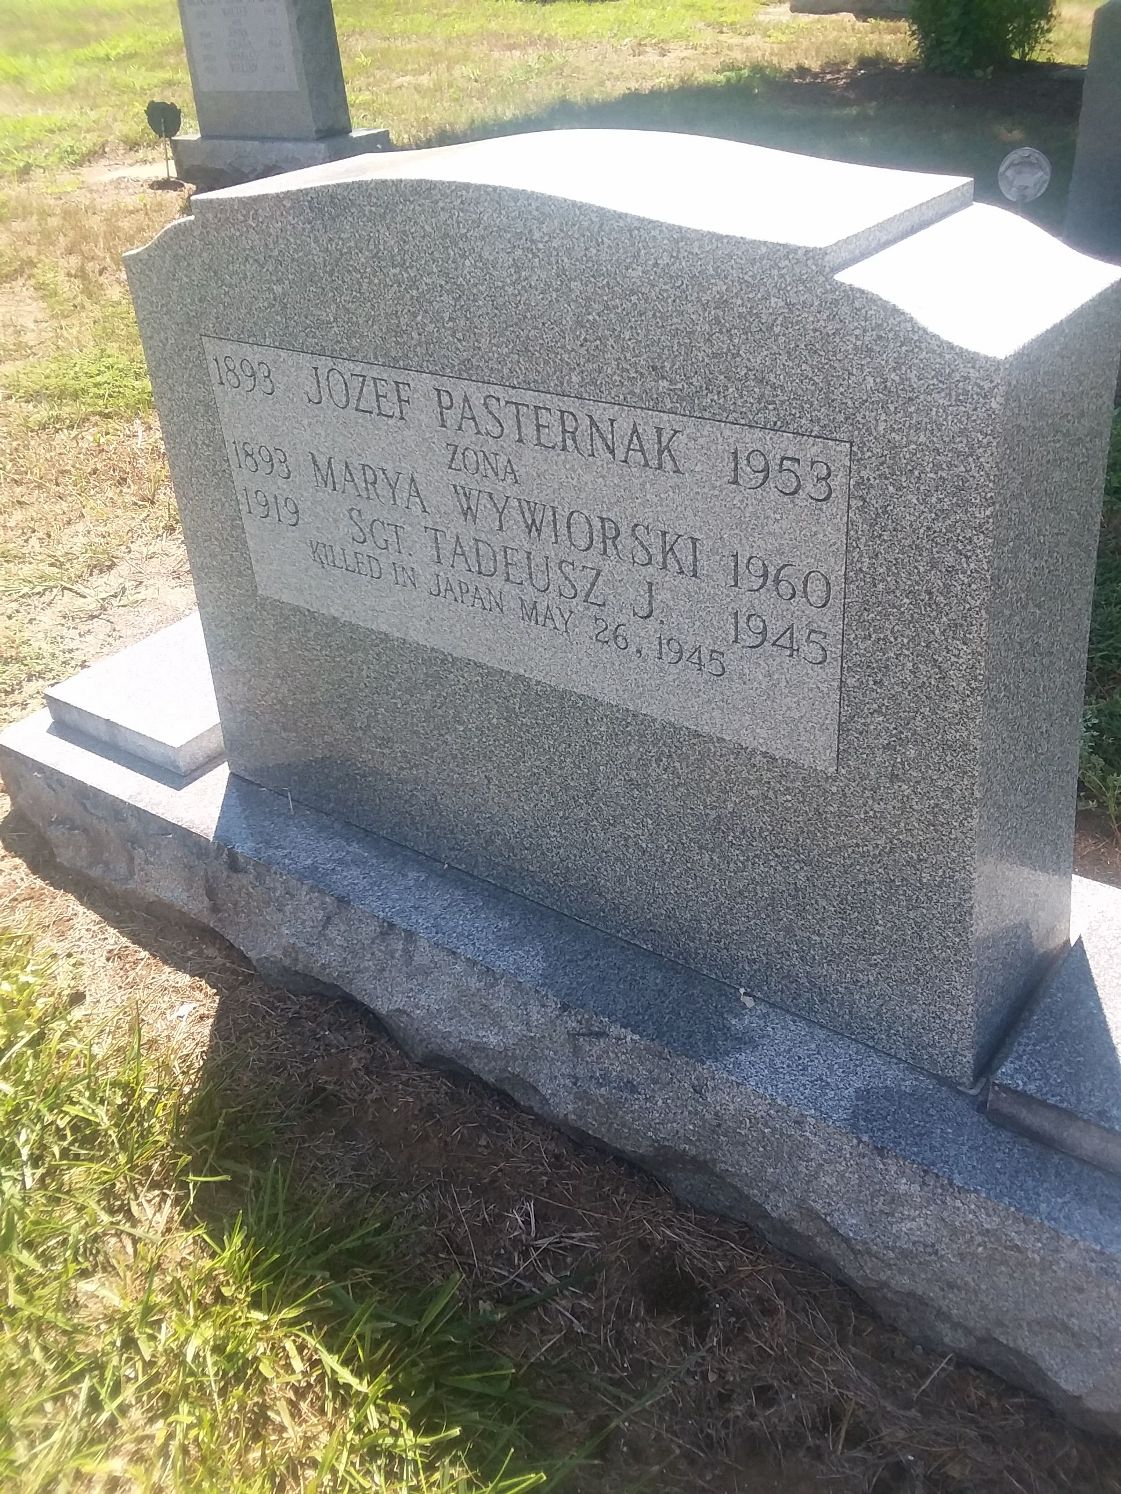 1893 JOZEF PASTERNAK 1953
ZONA
1893 MARYA WYWIORSKI 1960
1919 SGT. TADEUSZ J. 1945
KILLED IN JAPAN MAY 26, 1945